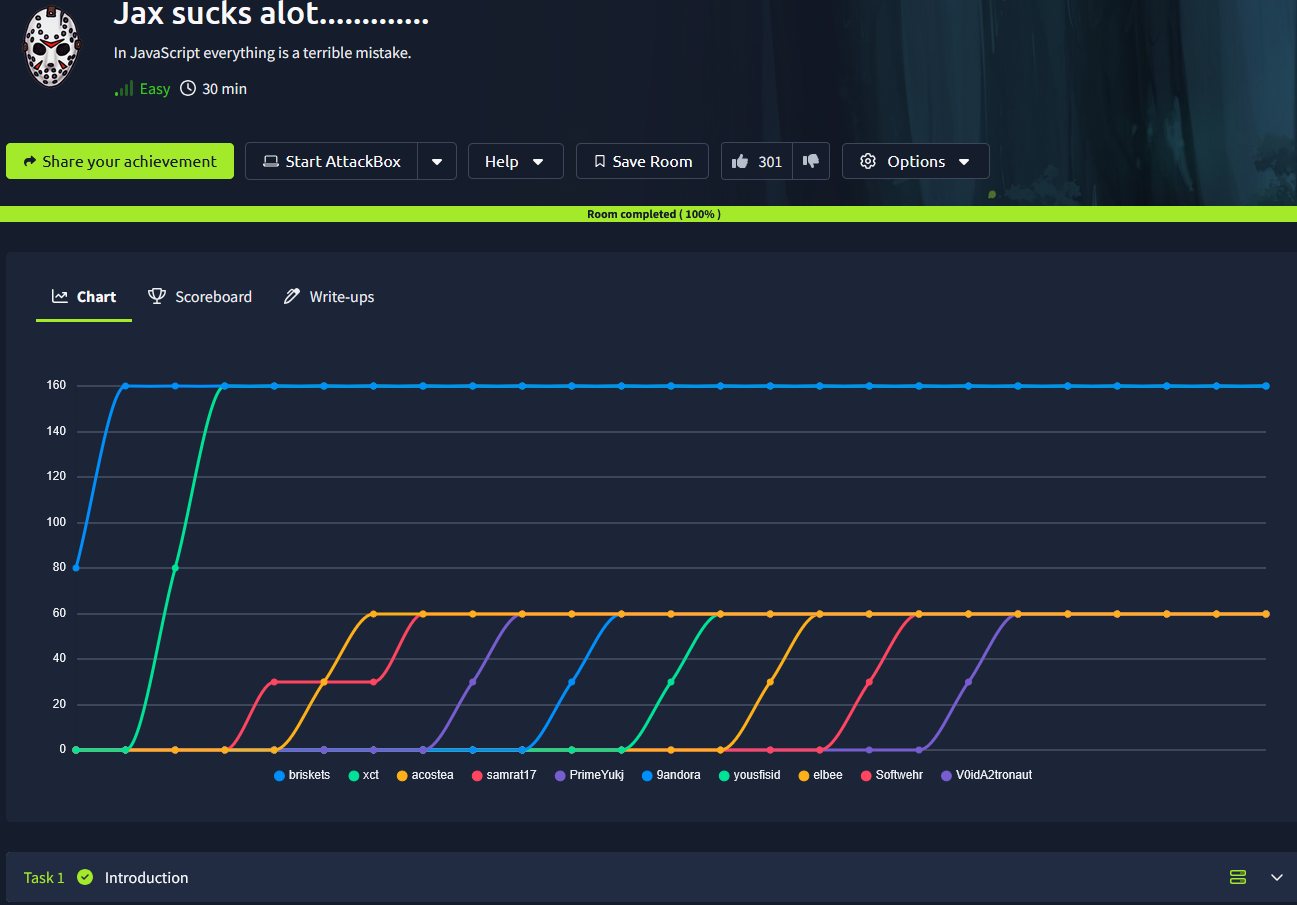 Jax sucks alot.............
In JavaScript everything is a terrible mistake.
Easy 30 min
Share your achievement Start AttackBox Help Save Room 301 Options
Room completed ( 100% )
Chart Scoreboard Write-ups
160
140
120
100
80
60
40
20
0
briskets xct acostea samrat17 PrimeYukj 9andora yousfisid elbee Softwehr V0idA2tronaut
Task 1 Introduction